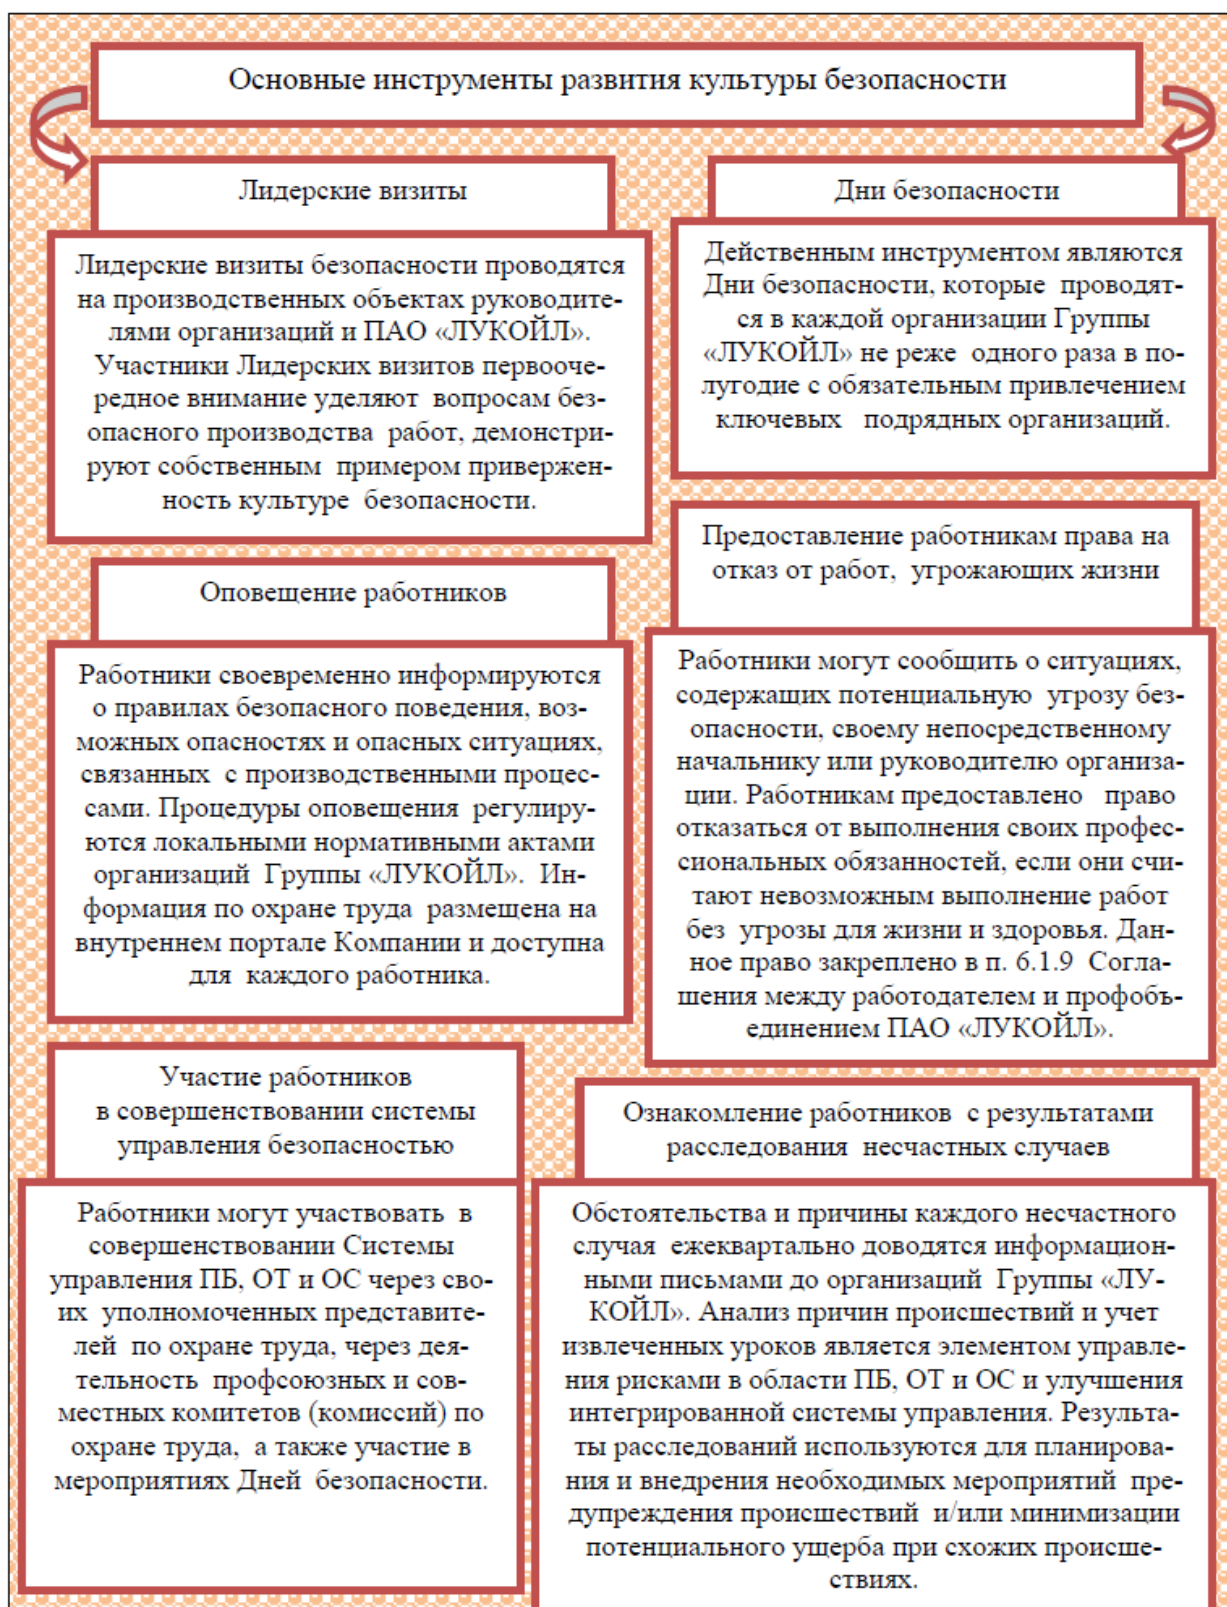 Основные инструменты развития культуры безопасности
Лидерские визиты
Лидерские визиты безопасности проводятся
на производственных объектах руководите-
лями организаций и ПАО «ЛУКОЙЛ».
Участники Лидерских визитов первооче-
редное внимание уделяют вопросам без-
опасного производства работ, демонстри-
руют собственным примером привержен-
ность культуре безопасности.
Дни безопасности
Действенным инструментом являются
Дни безопасности, которые проводят-
ся в каждой организации Группы
«ЛУКОЙЛ» не реже одного раза в по-
лугодие с обязательным привлечением
ключевых подрядных организаций.
Оповещение работников
Работники своевременно информируются
о правилах безопасного поведения, воз-
можных опасностях и опасных ситуациях,
связанных с производственными процес-
сами. Процедуры оповещения регулиру-
ются локальными нормативными актами
организаций Группы «ЛУКОЙЛ». Ин-
формация по охране труда размещена на
внутреннем портале Компании и доступна
для каждого работника.
Предоставление работникам права на
отказ от работ, угрожающих жизни
Работники могут сообщить о ситуациях,
содержащих потенциальную угрозу без-
опасности, своему непосредственному
начальнику или руководителю организа-
ции. Работникам предоставлено право
отказаться от выполнения своих профес-
сиональных обязанностей, если они счи-
тают невозможным выполнение работ
без угрозы для жизни и здоровья. Дан-
ное право закреплено в п. 6.1.9 Согла-
шения между работодателем и профобъ-
единением ПАО «ЛУКОЙЛ».
Участие работников
в совершенствовании системы
управления безопасностью
Работники могут участвовать в
совершенствовании Системы
управления ПБ, ОТ и ОС через сво-
их уполномоченных представите-
лей по охране труда, через дея-
тельность профсоюзных и сов-
местных комитетов (комиссий) по
охране труда, а также участие в
мероприятиях Дней безопасности.
Ознакомление работников с результатами
расследования несчастных случаев
Обстоятельства и причины каждого несчастного
случая ежеквартально доводятся информацион-
ными письмами до организаций Группы «ЛУ-
КОЙЛ». Анализ причин происшествий и учет
извлеченных уроков является элементом управле-
ния рисками в области ПБ, ОТ и ОС и улучшения
интегрированной системы управления. Результа-
ты расследований используются для планирова-
ния и внедрения необходимых мероприятий пре-
дупреждения происшествий и/или минимизации
потенциального ущерба при схожих происше-
ствиях.